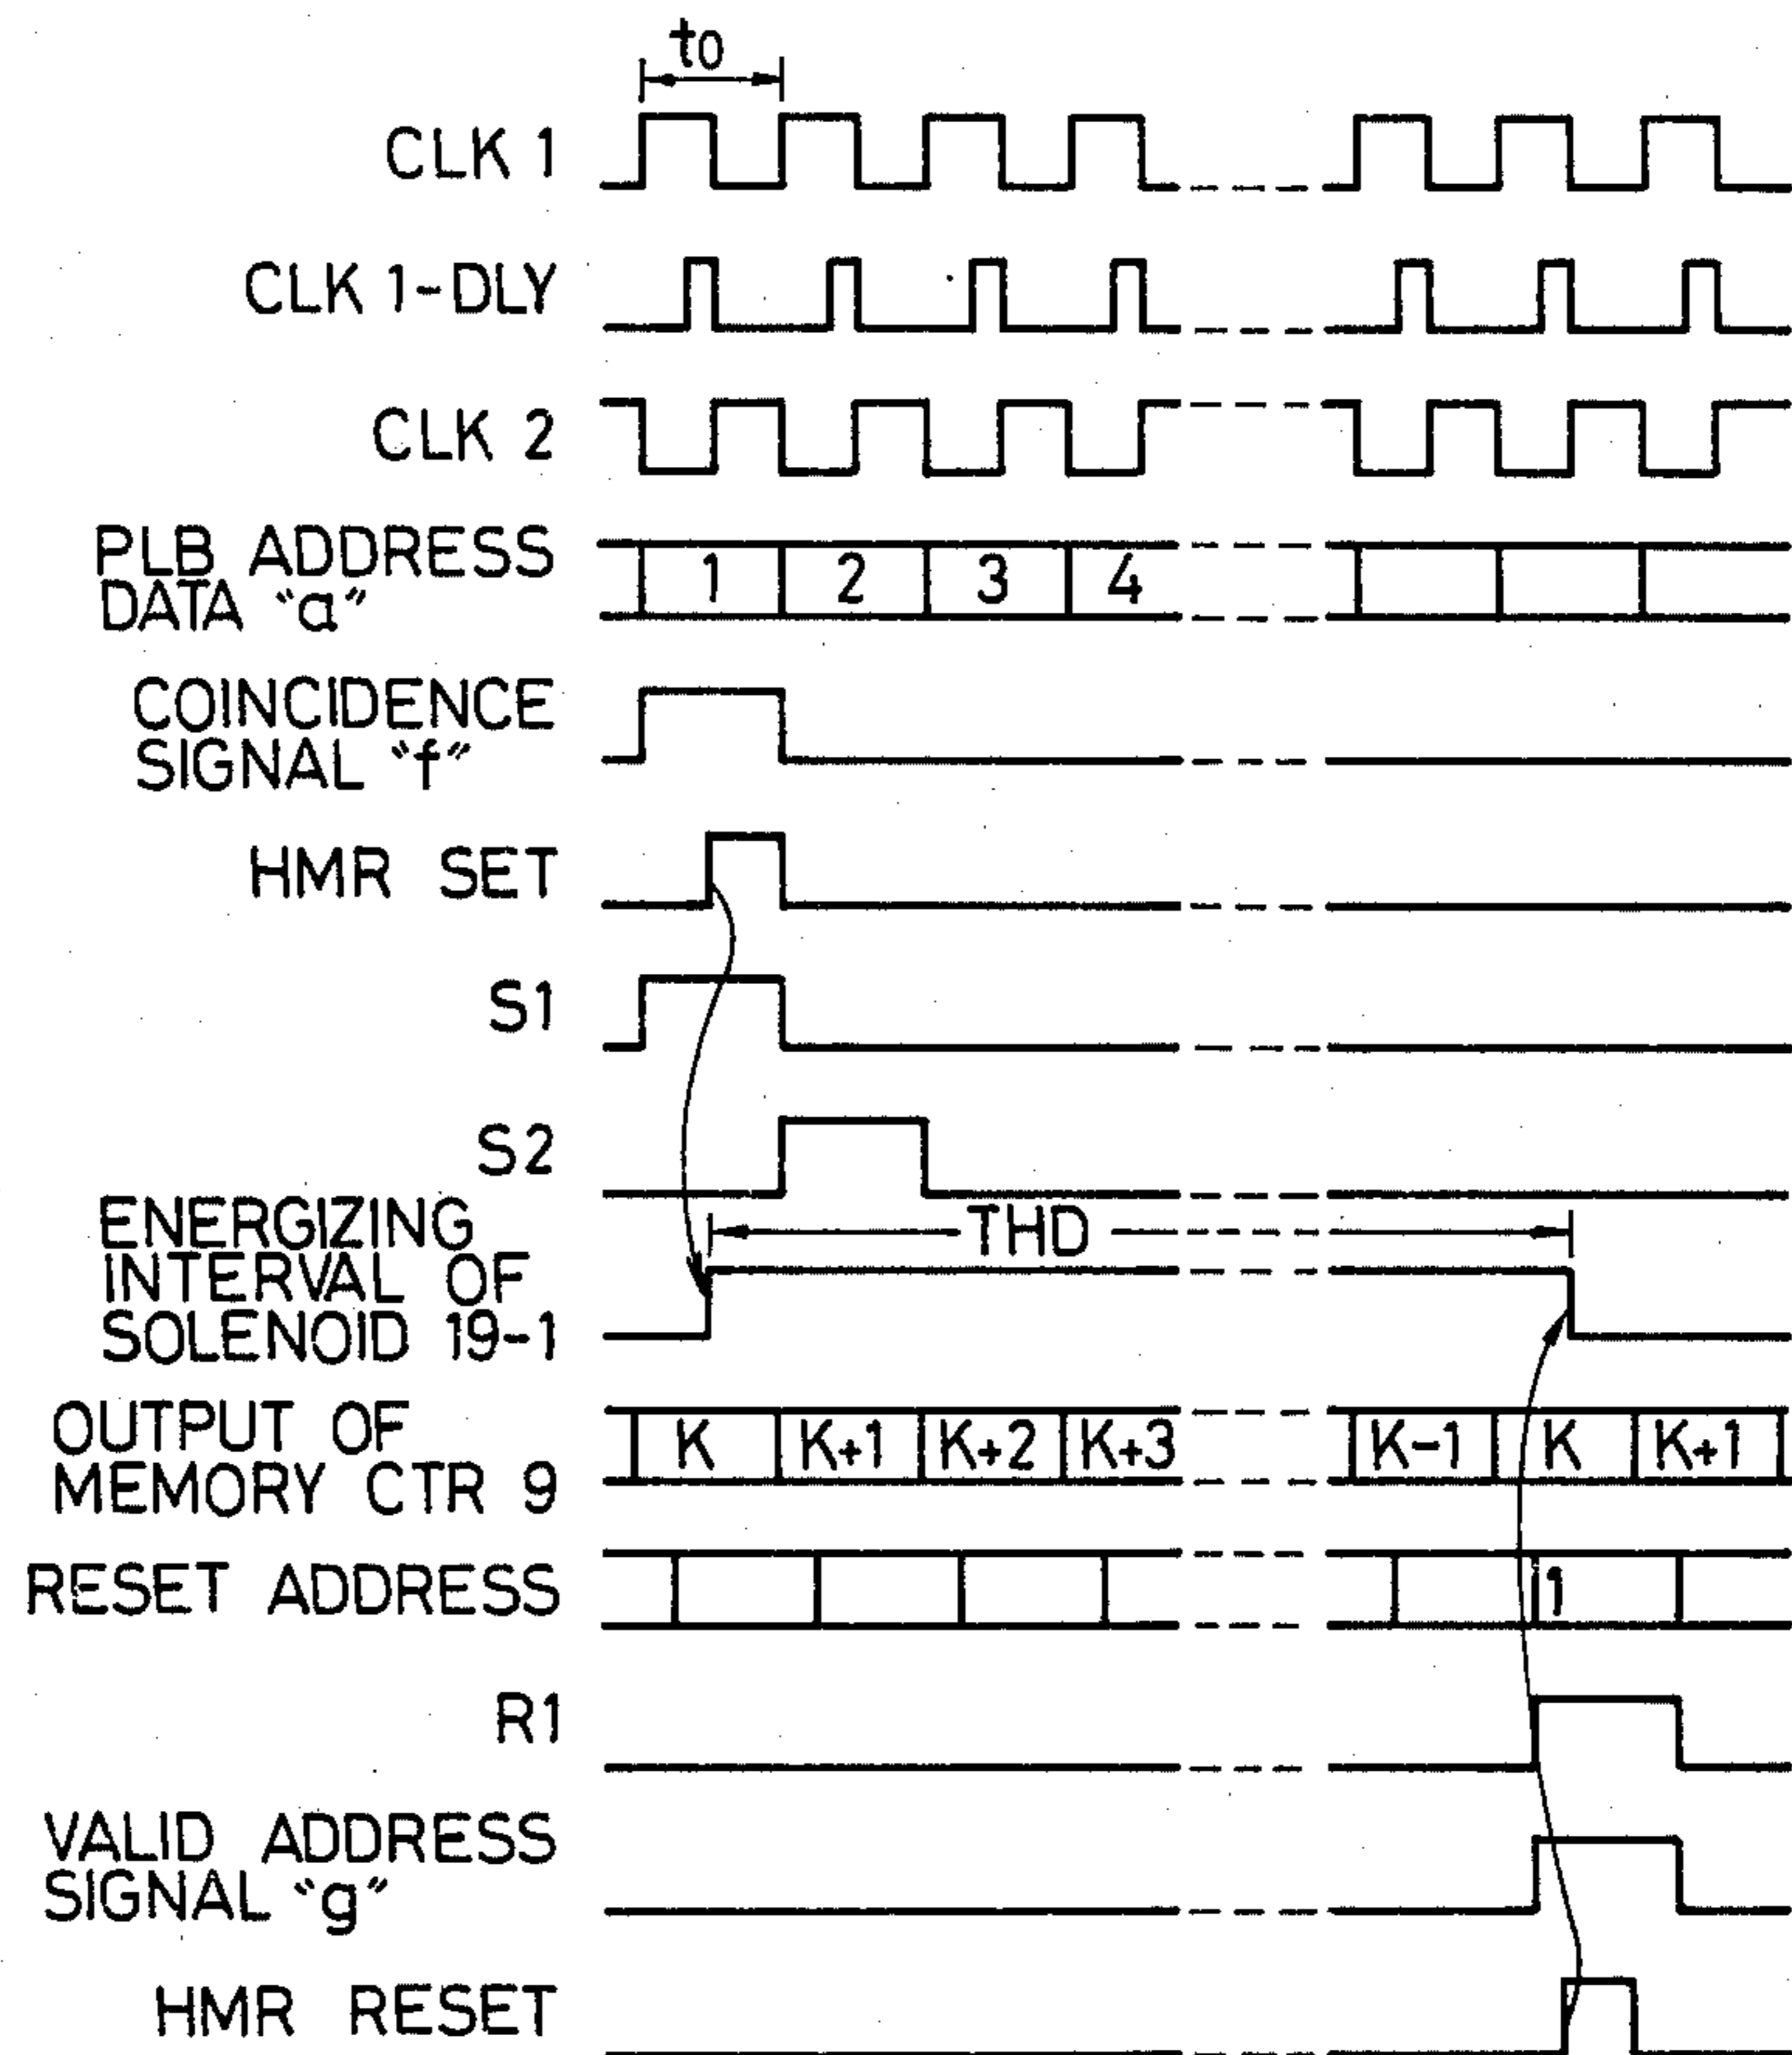 to
CLK 1
CLK 1-DLY
CLK 2
PLB ADDRESS
DATA "a"
1 2 3 4
COINCIDENCE
SIGNAL "f"
HMR SET
S1
S2
ENERGIZING
INTERVAL OF
SOLENOID 19-1
THD
OUTPUT OF
MEMORY CTR 9
K K+1 K+2 K+3 K-1 K K+1
RESET ADDRESS
1
R1
VALID ADDRESS
SIGNAL "g"
HMR RESET